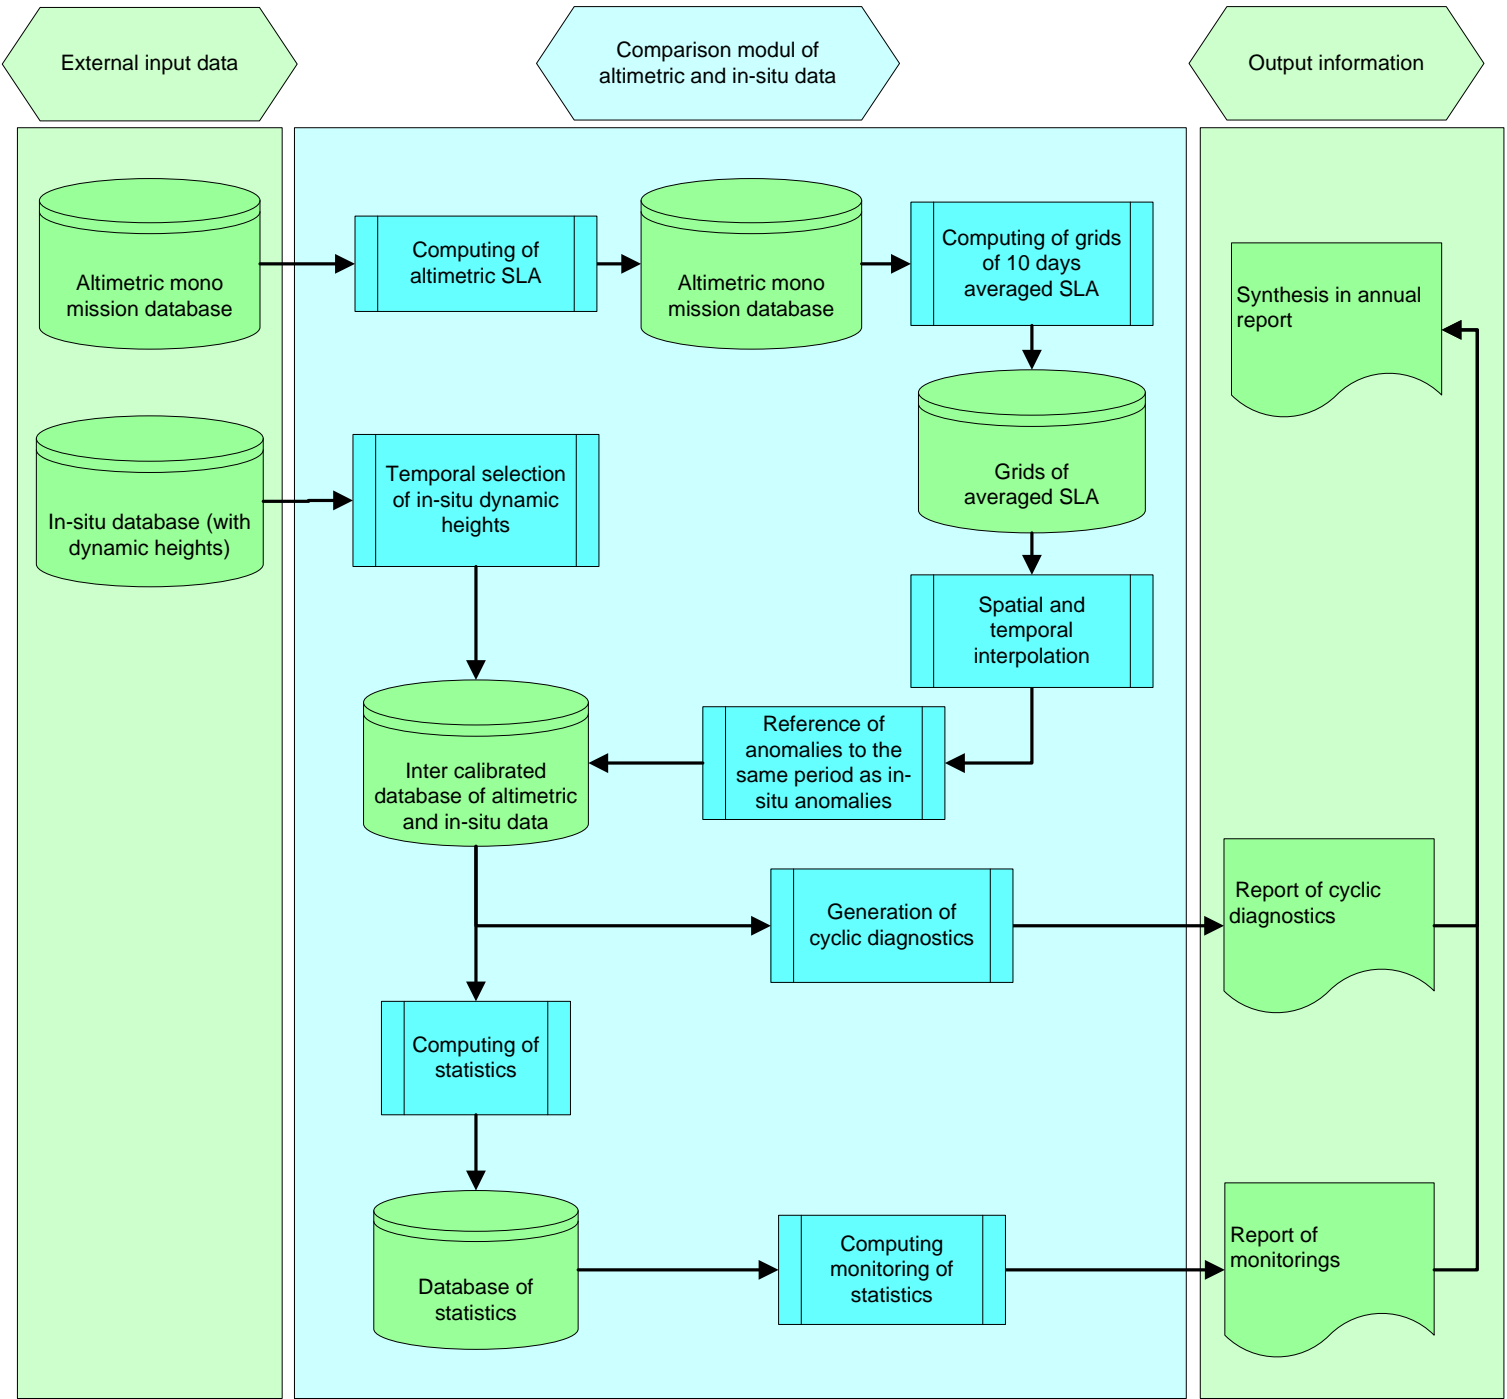 External input data
Comparison modul of
altimetric and in-situ data
Output information
Altimetric mono
mission database
Computing of
altimetric SLA
Altimetric mono
mission database
Computing of grids
of 10 days
averaged SLA
Synthesis in annual
report
In-situ database (with
dynamic heights)
Temporal selection
of in-situ dynamic
heights
Grids of
averaged SLA
Spatial and
temporal
interpolation
Reference of
anomalies to the
same period as in-
situ anomalies
Inter calibrated
database of altimetric
and in-situ data
Generation of
cyclic diagnostics
Report of cyclic
diagnostics
Computing of
statistics
Database of
statistics
Computing
monitoring of
statistics
Report of
monitorings